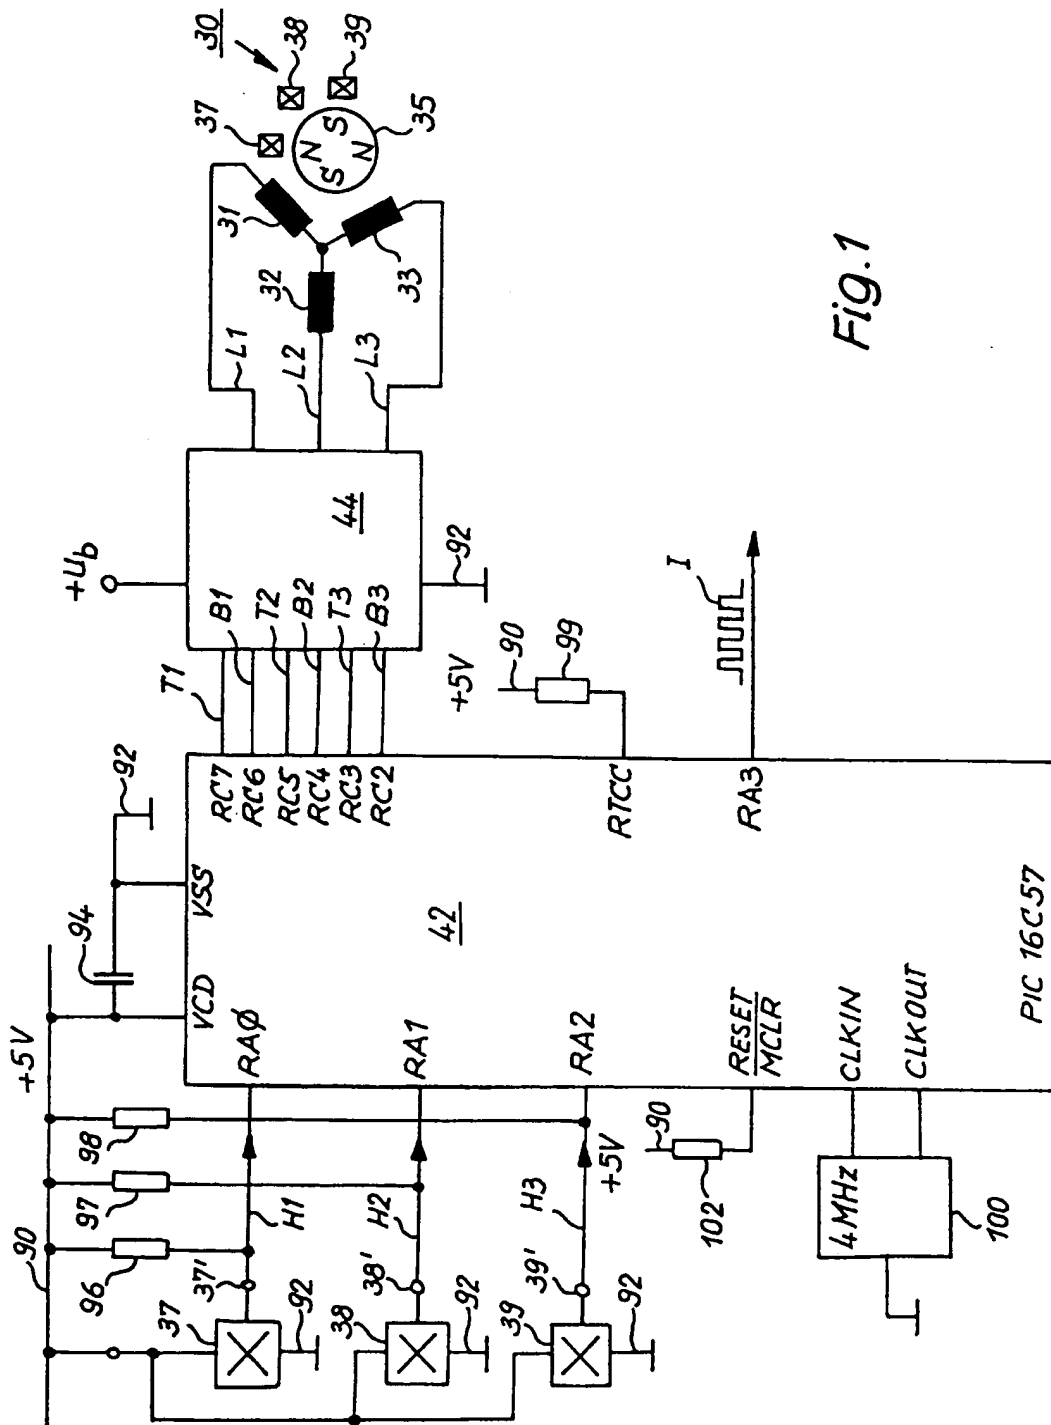 30
37
38
39
35
31
32
33
L1
L2
L3
+Ub
44
92
T1
B1
T2
B2
T3
B3
RC7
RC6
RC5
RC4
RC3
RC2
+5V
90
99
RTCC
I
RA3
Fig.1
92
94
VSS
VCD
42
PIC 16C57
+5V
90
98
97
96
RAØ
RA1
RA2
RESET
MCLR
CLKIN
CLKOUT
H1
H2
H3
37'
38'
39'
37
38
39
92
92
92
+5V
90
102
4MHz
100